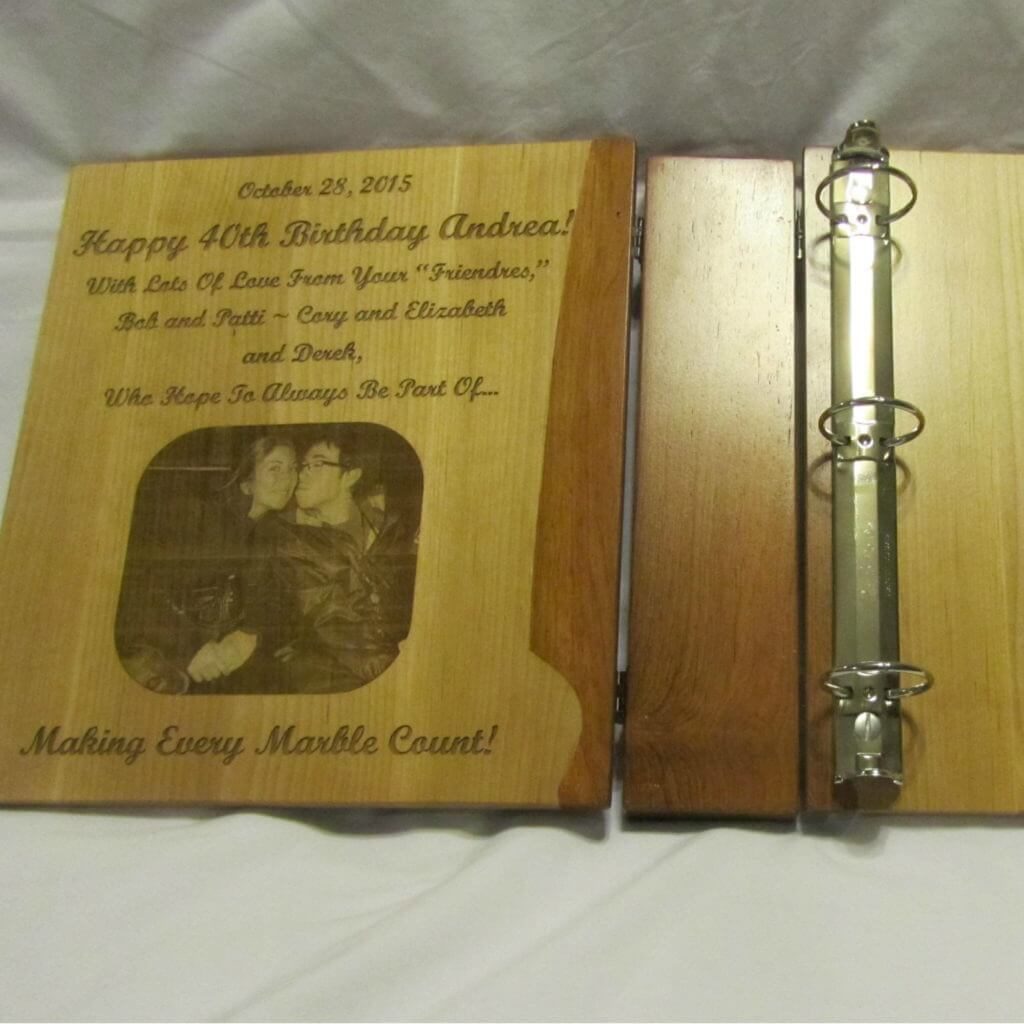 October 28, 2015
Happy 40th Birthday Andrea!
With Lots Of Love From Your “Friendres,”
Bob and Patti ~ Cory and Elizabeth
and Derek,
Who Hope To Always Be Part Of...
Making Every Marble Count!